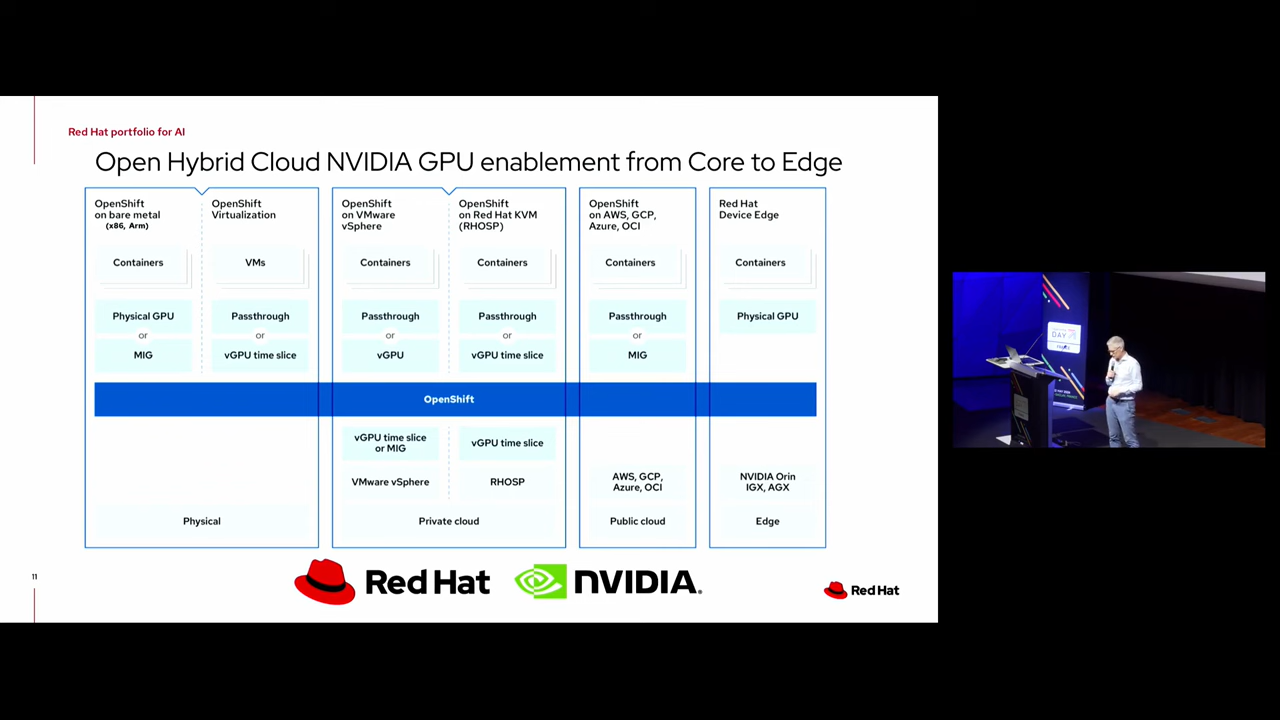 Red Hat portfolio for AI
Open Hybrid Cloud NVIDIA GPU enablement from Core to Edge
OpenShift
on bare metal
(x86, Arm)
Containers
Physical GPU
or
MIG
OpenShift
Virtualization
VMs
Passthrough
or
vGPU time slice
OpenShift
on VMware
vSphere
Containers
Passthrough
or
vGPU
OpenShift
on Red Hat KVM
(RHOSP)
Containers
Passthrough
or
vGPU time slice
OpenShift
on AWS, GCP,
Azure, OCI
Containers
Passthrough
or
MIG
Red Hat
Device Edge
Containers
Physical GPU
OpenShift
vGPU time slice
or MIG
VMware vSphere
vGPU time slice
RHOSP
AWS, GCP,
Azure, OCI
NVIDIA Orin
IGX, AGX
Physical
Private cloud
Public cloud
Edge
11
Red Hat
NVIDIA.
Red Hat
DAY